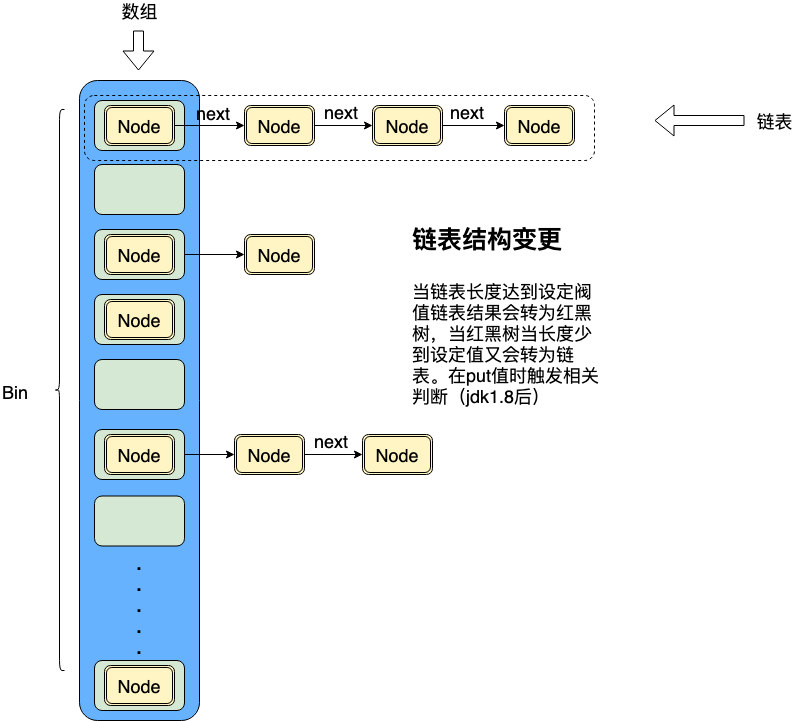 数组
Node
next
Node
next
Node
next
Node
链表
Node
Node
链表结构变更
当链表长度达到设定阀
值链表结果会转为红黑
树，当红黑树当长度少
到设定值又会转为链
表。在put值时触发相关
判断（jdk1.8后）
Node
Bin
Node
Node
next
Node
Node